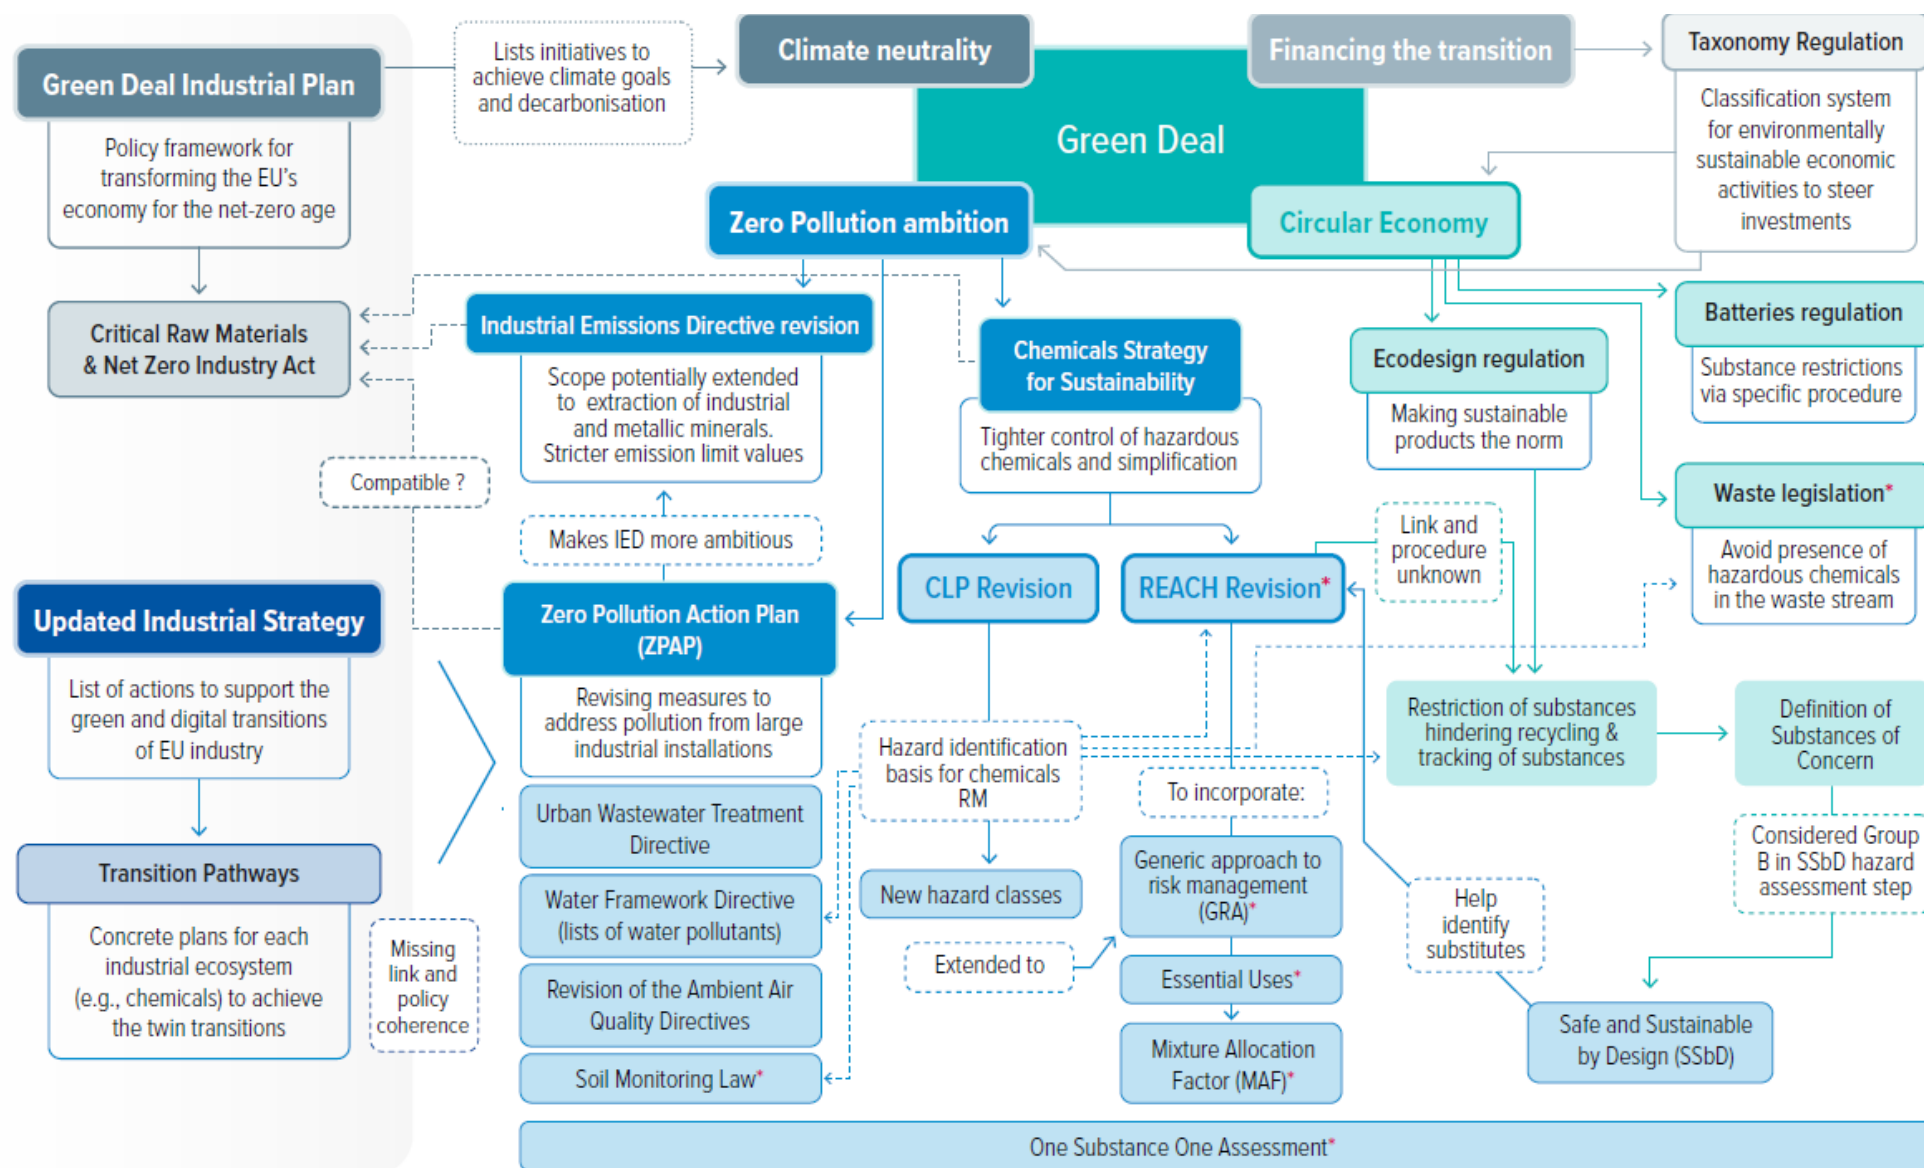 Green Deal Industrial Plan
Policy framework for
transforming the EU's
economy for the net-zero age
Critical Raw Materials
& Net Zero Industry Act
Lists initiatives to
achieve climate goals
and decarbonisation
Climate neutrality
Green Deal
Financing the transition
Taxonomy Regulation
Classification system
for environmentally
sustainable economic
activities to steer
investments
Zero Pollution ambition
Circular Economy
Industrial Emissions Directive revision
Scope potentially extended
to extraction of industrial
and metallic minerals.
Stricter emission limit values
Chemicals Strategy
for Sustainability
Tighter control of hazardous
chemicals and simplification
Ecodesign regulation
Making sustainable
products the norm
Batteries regulation
Substance restrictions
via specific procedure
Compatible ?
Makes IED more ambitious
Waste legislation*
Avoid presence of
hazardous chemicals
in the waste stream
Link and
procedure
unknown
CLP Revision
REACH Revision*
Updated Industrial Strategy
List of actions to support the
green and digital transitions
of EU industry
Transition Pathways
Concrete plans for each
industrial ecosystem
(e.g., chemicals) to achieve
the twin transitions
Missing
link and
policy
coherence
Zero Pollution Action Plan
(ZPAP)
Revising measures to
address pollution from large
industrial installations
Urban Wastewater Treatment
Directive
Water Framework Directive
(lists of water pollutants)
Revision of the Ambient Air
Quality Directives
Soil Monitoring Law*
Hazard identification
basis for chemicals
RM
New hazard classes
Extended to
To incorporate:
Generic approach to
risk management
(GRA)*
Essential Uses*
Mixture Allocation
Factor (MAF)*
Restriction of substances
hindering recycling &
tracking of substances
Definition of
Substances of
Concern
Considered Group
B in SSbD hazard
assessment step
Help
identify
substitutes
Safe and Sustainable
by Design (SSbD)
One Substance One Assessment*